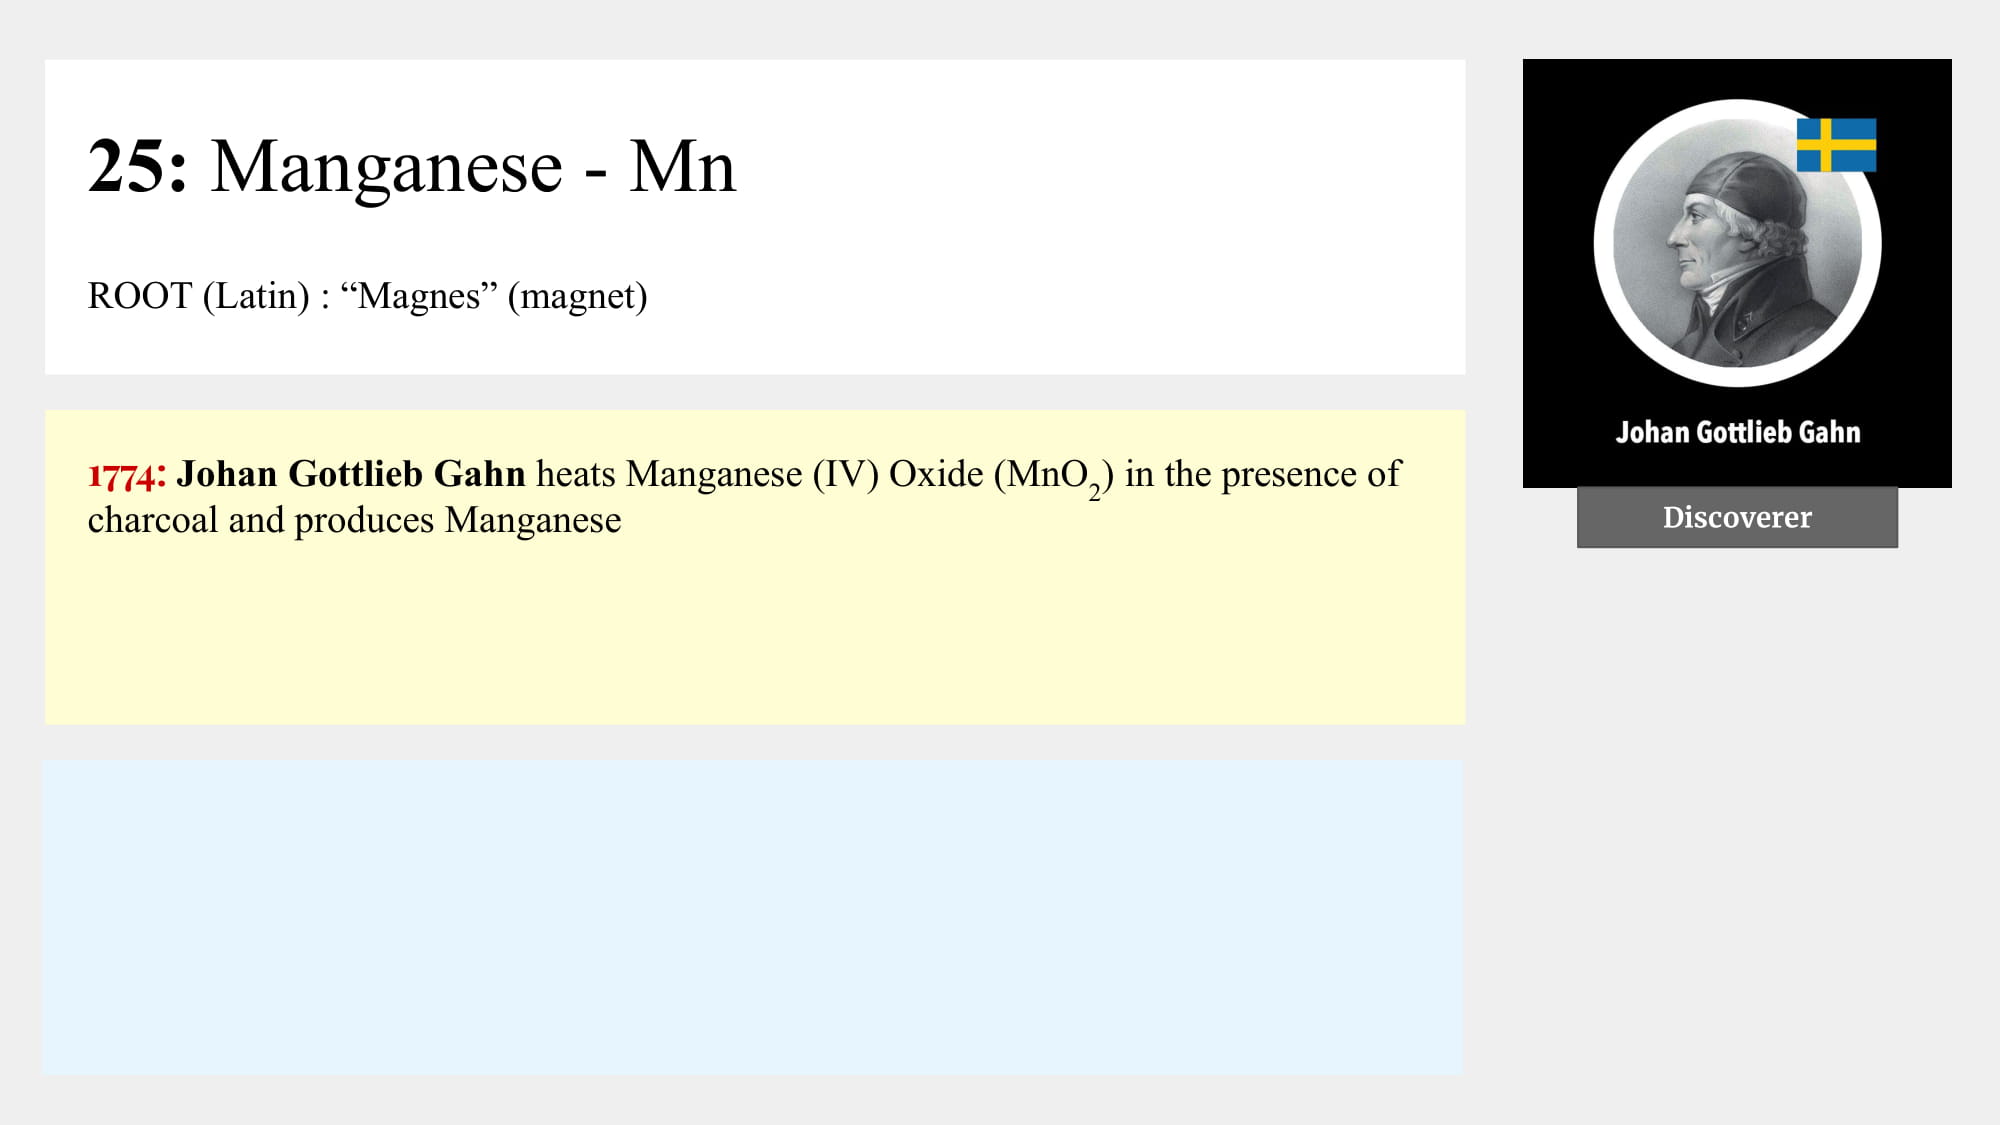 25: Manganese - Mn
ROOT (Latin) : “Magnes” (magnet)
1774: Johan Gottlieb Gahn heats Manganese (IV) Oxide (MnO₂) in the presence of
charcoal and produces Manganese
Johan Gottlieb Gahn
Discoverer